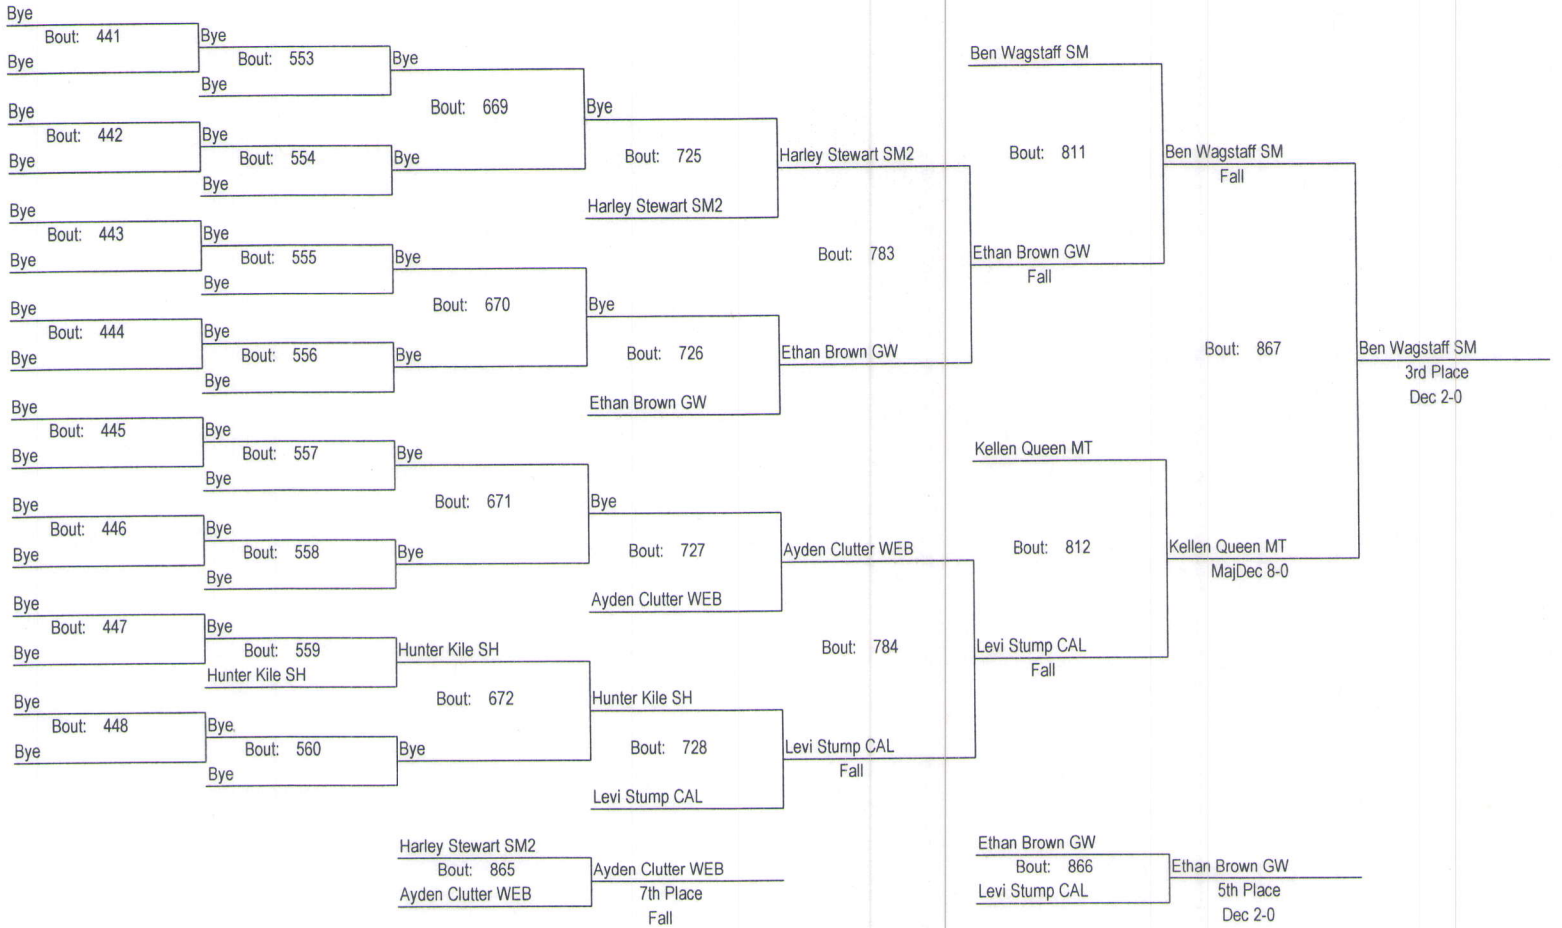 Bye
Bout: 441
Bye
Bye
Bout: 553
Bye
Bye
Bout: 442
Bye
Bye
Bout: 554
Bye
Bye
Bout: 669
Bye
Bye
Bout: 725
Harley Stewart SM2
Harley Stewart SM2
Bye
Bout: 443
Bye
Bye
Bout: 555
Bye
Bye
Bout: 444
Bye
Bye
Bout: 556
Bye
Bye
Bout: 670
Bye
Bye
Bout: 726
Ethan Brown GW
Ethan Brown GW
Bout: 783
Ben Wagstaff SM
Bout: 811
Ethan Brown GW
Fall
Ben Wagstaff SM
Fall
Bye
Bout: 445
Bye
Bye
Bout: 557
Bye
Bye
Bout: 446
Bye
Bye
Bout: 558
Bye
Bye
Bout: 671
Bye
Bye
Bout: 727
Ayden Clutter WEB
Ayden Clutter WEB
Bye
Bout: 447
Bye
Bye
Bout: 559
Hunter Kile SH
Bye
Bout: 448
Bye
Bye
Bout: 560
Bye
Hunter Kile SH
Bout: 672
Bye
Hunter Kile SH
Bout: 728
Levi Stump CAL
Levi Stump CAL
Fall
Bout: 784
Kellen Queen MT
Bout: 812
Levi Stump CAL
Fall
Kellen Queen MT
MajDec 8-0
Bout: 867
Ben Wagstaff SM
3rd Place
Dec 2-0
Harley Stewart SM2
Bout: 865
Ayden Clutter WEB
Ayden Clutter WEB
7th Place
Fall
Ethan Brown GW
Bout: 866
Levi Stump CAL
Ethan Brown GW
5th Place
Dec 2-0